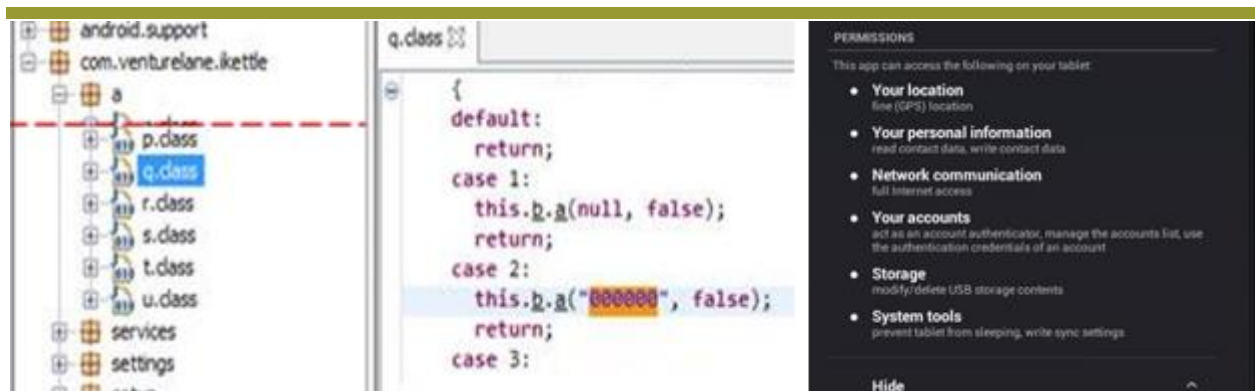 android.support
com.venturelane.ikettle
a
p.class
q.class
r.class
s.class
t.class
u.class
services
settings
q.class
{
default:
return;
case 1:
this.b.a(null, false);
return;
case 2:
this.b.a("000000", false);
return;
case 3:
PERMISSIONS
This app can access the following on your tablet:
Your location
fine (GPS) location
Your personal information
read contact data, write contact data
Network communication
full Internet access
Your accounts
act as an account authenticator, manage the accounts list, use
the authentication credentials of an account
Storage
modify/delete USB storage contents
System tools
prevent tablet from sleeping, write sync settings
Hide